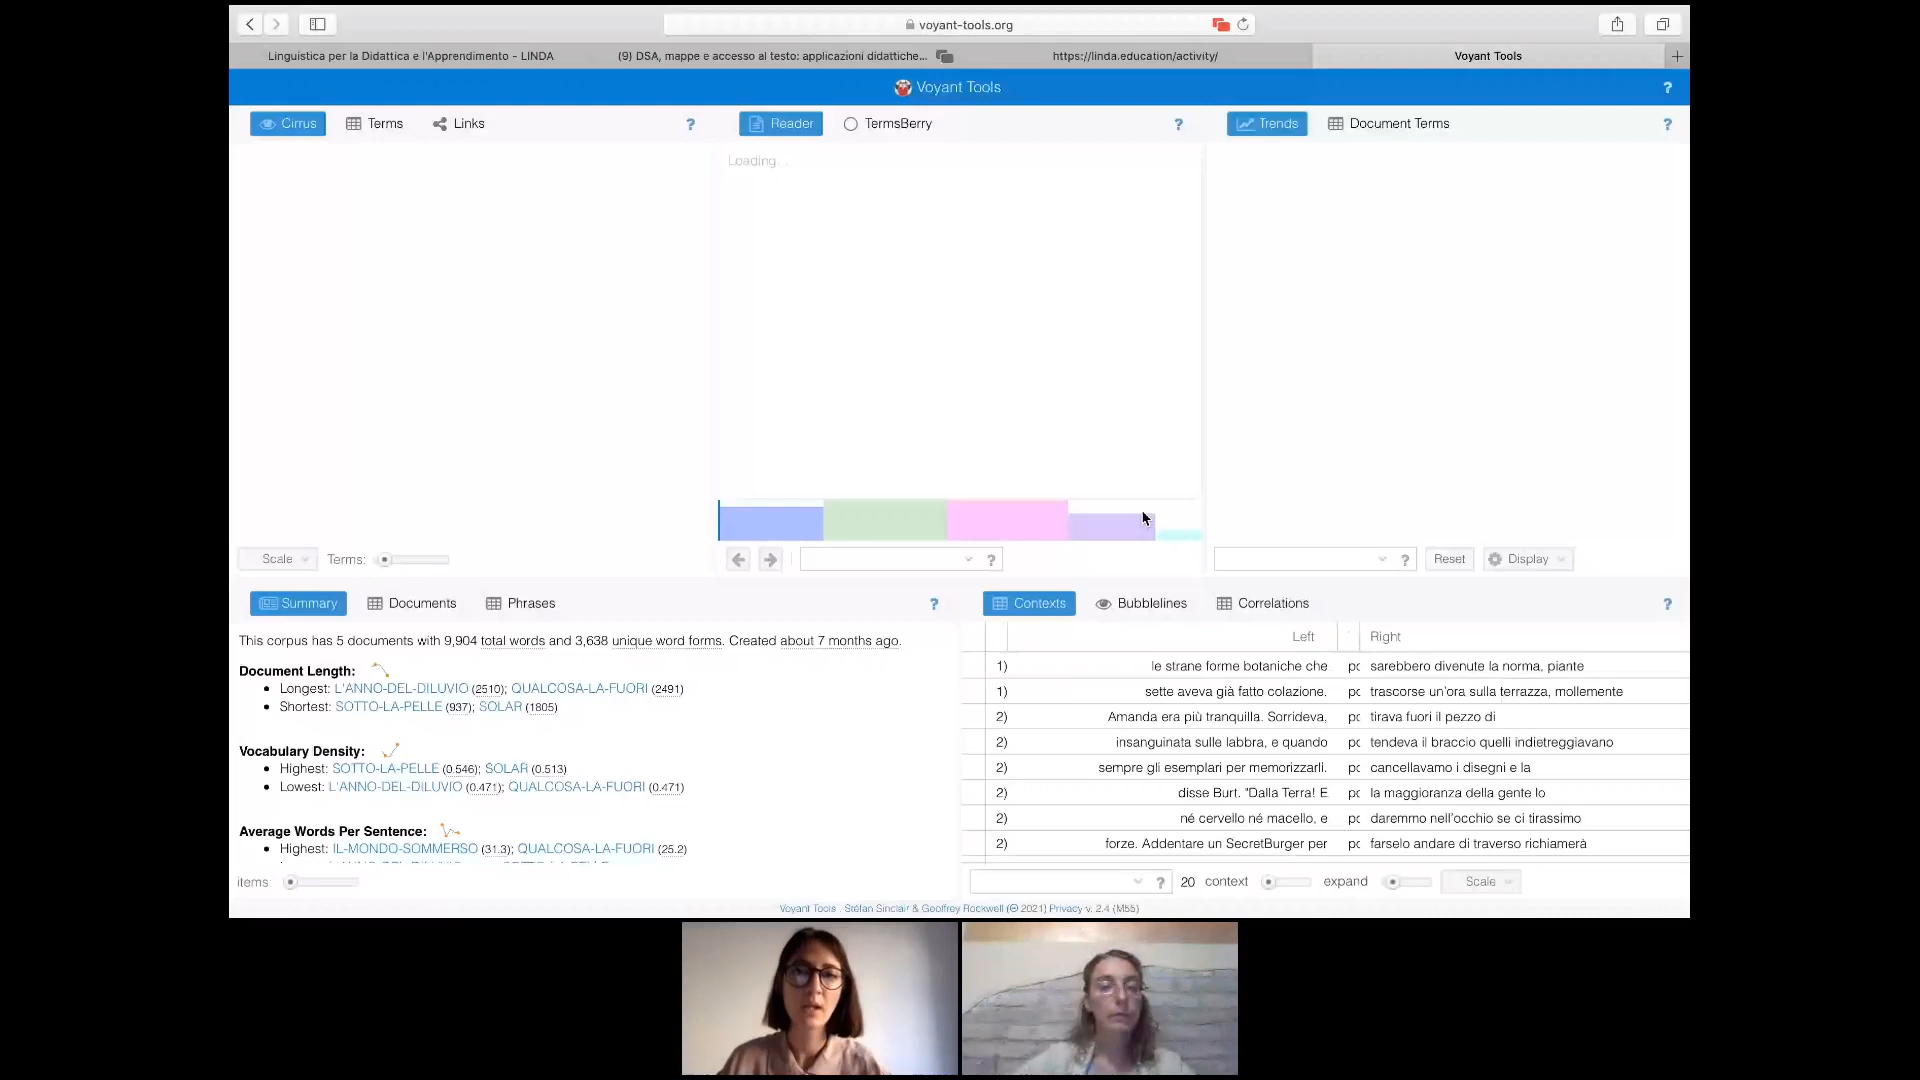 voyant-tools.org
Linguistica per la Didattica e l'Apprendimento - LINDA
(9) DSA, mappe e accesso al testo: applicazioni didattiche...
https://linda.education/activity/
Voyant Tools
Voyant Tools
?
Cirrus Terms Links ?
Reader TermsBerry ?
Trends Document Terms ?
Loading. .
Scale Terms:
?
? Reset Display
Summary Documents Phrases ?
This corpus has 5 documents with 9,904 total words and 3,638 unique word forms. Created about 7 months ago.
Document Length:
Longest: L'ANNO-DEL-DILUVIO (2510); QUALCOSA-LA-FUORI (2491)
Shortest: SOTTO-LA-PELLE (937); SOLAR (1805)
Vocabulary Density:
Highest: SOTTO-LA-PELLE (0.546); SOLAR (0.513)
Lowest: L'ANNO-DEL-DILUVIO (0.471); QUALCOSA-LA-FUORI (0.471)
Average Words Per Sentence:
Highest: IL-MONDO-SOMMERSO (31.3); QUALCOSA-LA-FUORI (25.2)
items:
Contexts Bubblelines Correlations ?
Left Right
1) le strane forme botaniche che pc sarebbero divenute la norma, piante
1) sette aveva già fatto colazione. pc trascorse un'ora sulla terrazza, mollemente
2) Amanda era più tranquilla. Sorrideva, pc tirava fuori il pezzo di
2) insanguinata sulle labbra, e quando pc tendeva il braccio quelli indietreggiavano
2) sempre gli esemplari per memorizzarli. pc cancellavamo i disegni e la
2) disse Burt. "Dalla Terra! E pc la maggioranza della gente lo
2) né cervello né macello, e pc daremmo nell'occhio se ci tirassimo
2) forze. Addentare un SecretBurger per pc farselo andare di traverso richiamerà
? 20 context expand Scale
Voyant Tools , Stéfan Sinclair & Geoffrey Rockwell (© 2021) Privacy v. 2.4 (M55)